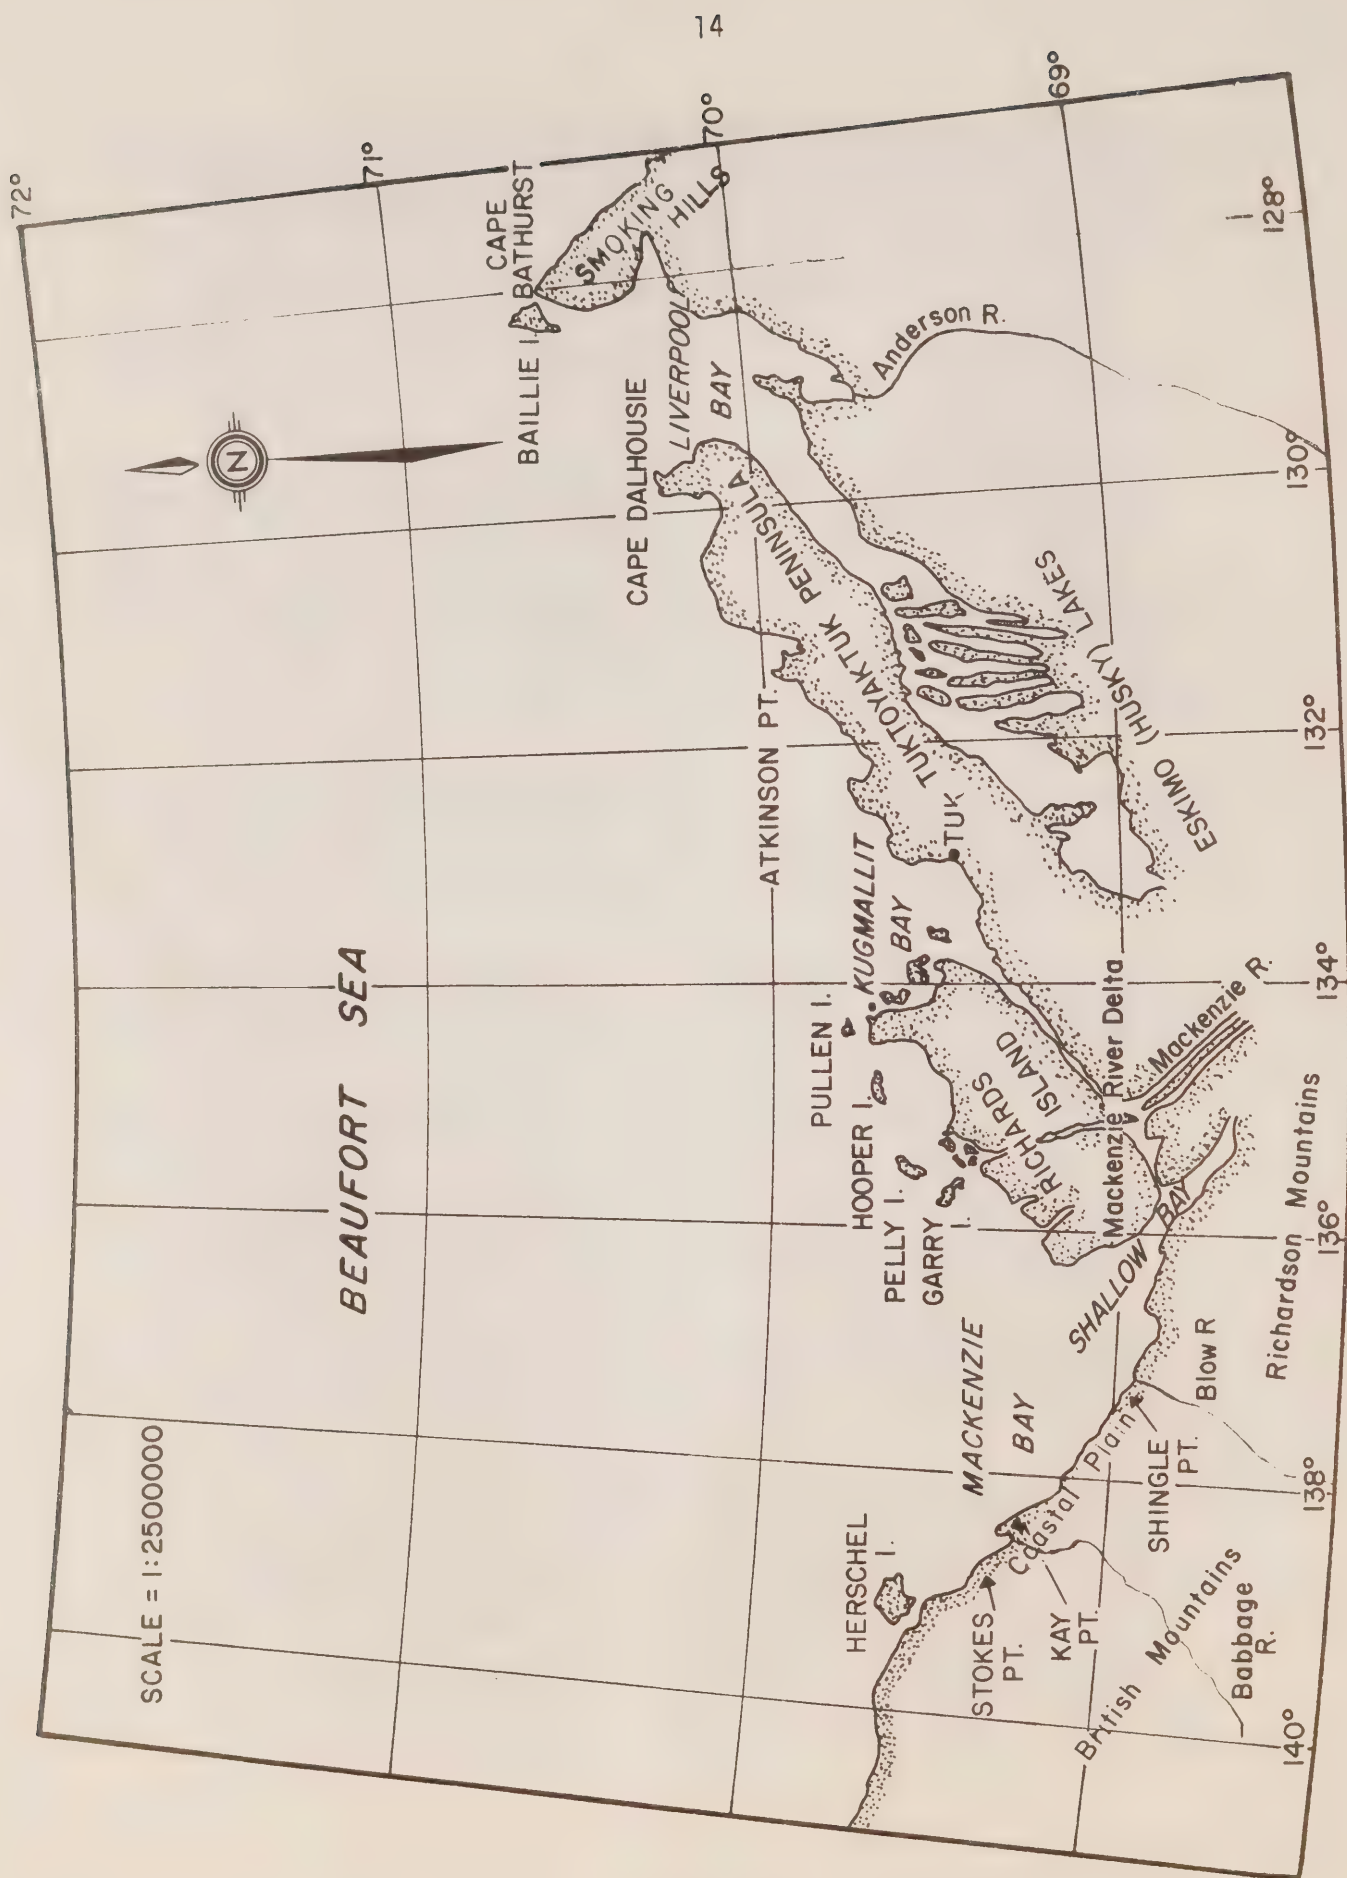 14
72°
71°
70°
69°
128°
130°
132°
134°
136°
138°
140°
SCALE = 1:2500000
N
BEAUFORT SEA
CAPE
BATHURST
BAILLIE I.
SMOKING
HILLS
LIVERPOOL
BAY
CAPE DALHOUSIE
Anderson R.
TUKTOYAKTUK PENINSULA
ATKINSON PT.
ESKIMO (HUSKY) LAKES
TUK
KUGMALLIT
BAY
PULLEN I.
HOOPER I.
PELLY I.
GARRY
I.
RICHARDS
ISLAND
Mackenzie River Delta
Mackenzie R.
SHALLOW BAY
MACKENZIE
BAY
Richardson Mountains
Blow R
SHINGLE
PT.
Coastal Plain
HERSCHEL
I.
STOKES
PT.
KAY
PT.
British Mountains
Babbage
R.